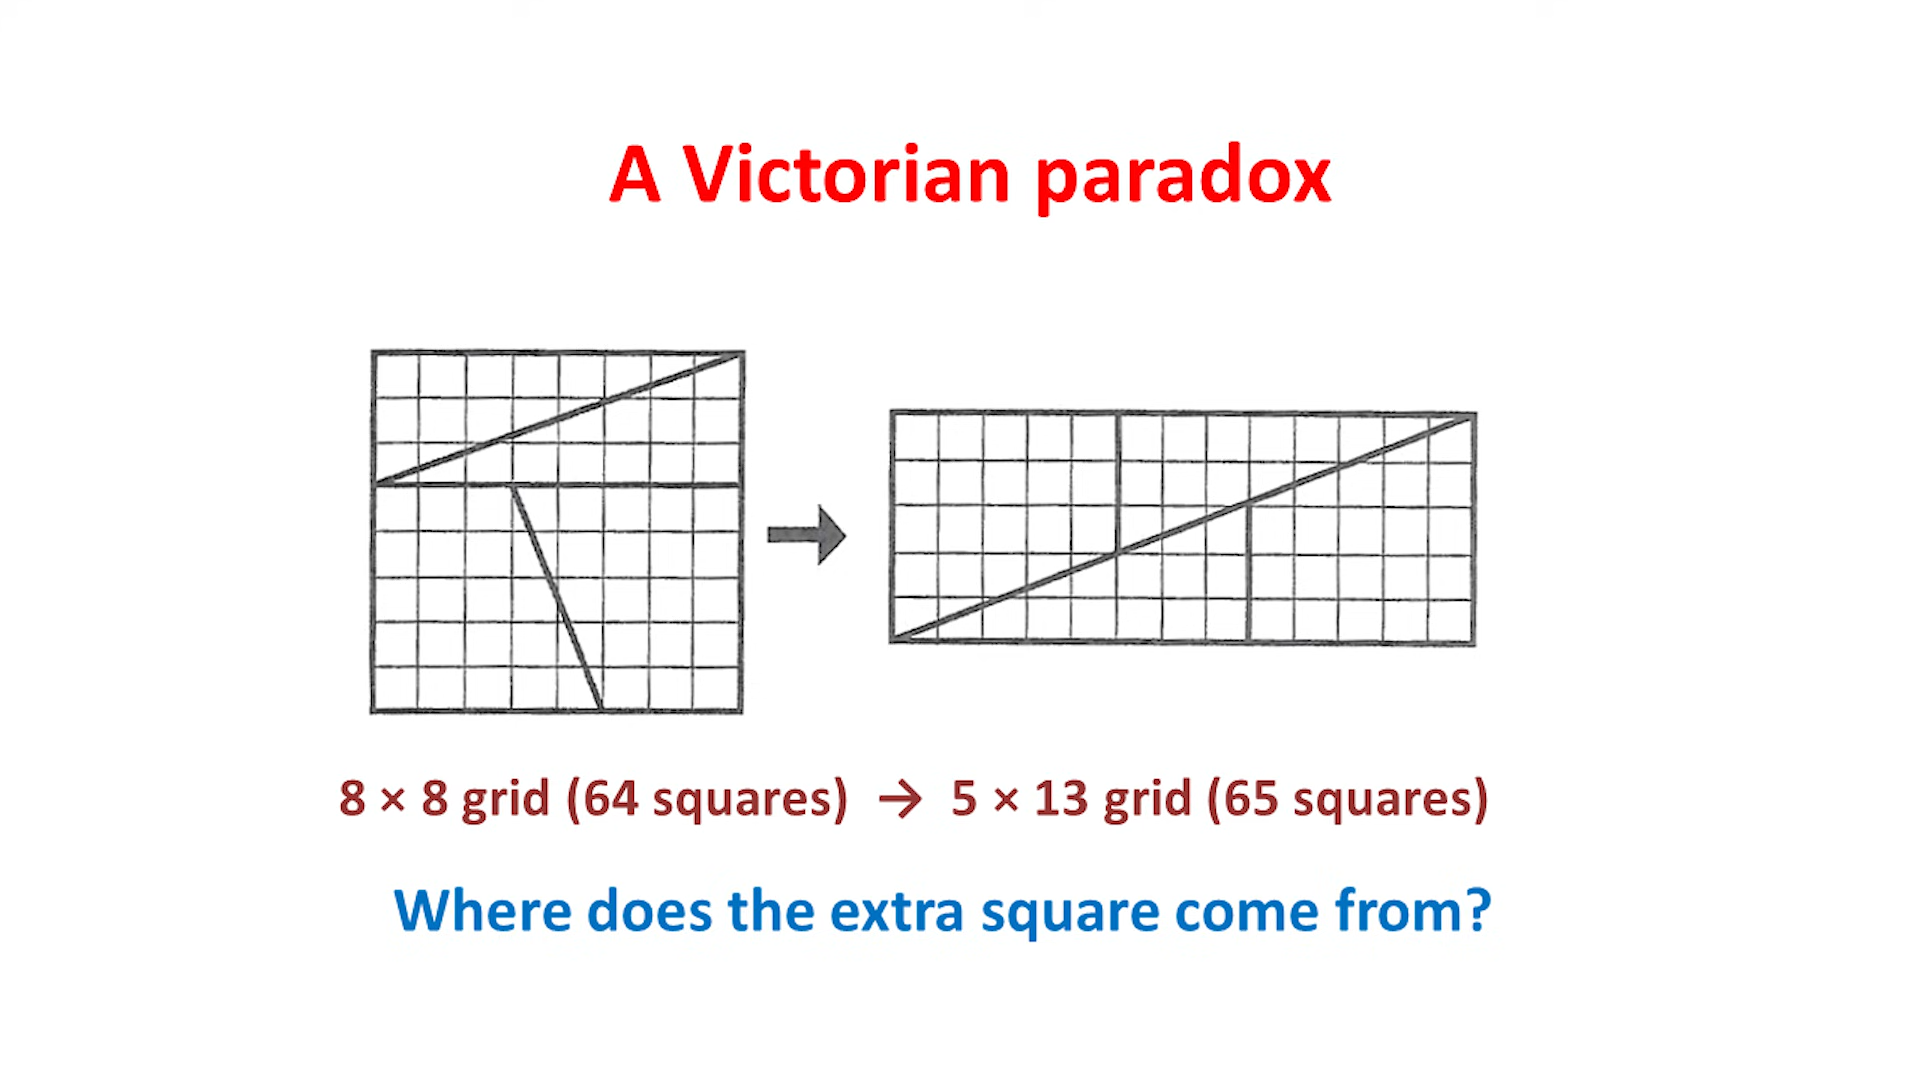 A Victorian paradox
8 × 8 grid (64 squares) → 5 × 13 grid (65 squares)
Where does the extra square come from?